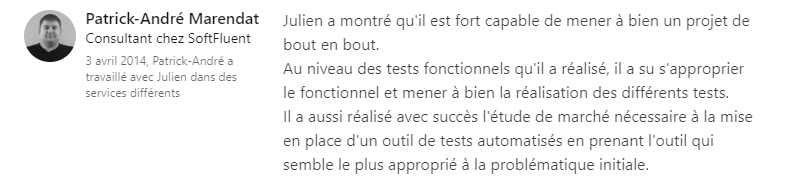 Patrick-André Marendat
Consultant chez SoftFluent
3 avril 2014, Patrick-André a
travaillé avec Julien dans des
services différents
Julien a montré qu'il est fort capable de mener à bien un projet de
bout en bout.
Au niveau des tests fonctionnels qu'il a réalisé, il a su s'approprier
le fonctionnel et mener à bien la réalisation des différents tests.
Il a aussi réalisé avec succès l'étude de marché nécessaire à la mise
en place d'un outil de tests automatisés en prenant l'outil qui
semble le plus approprié à la problématique initiale.